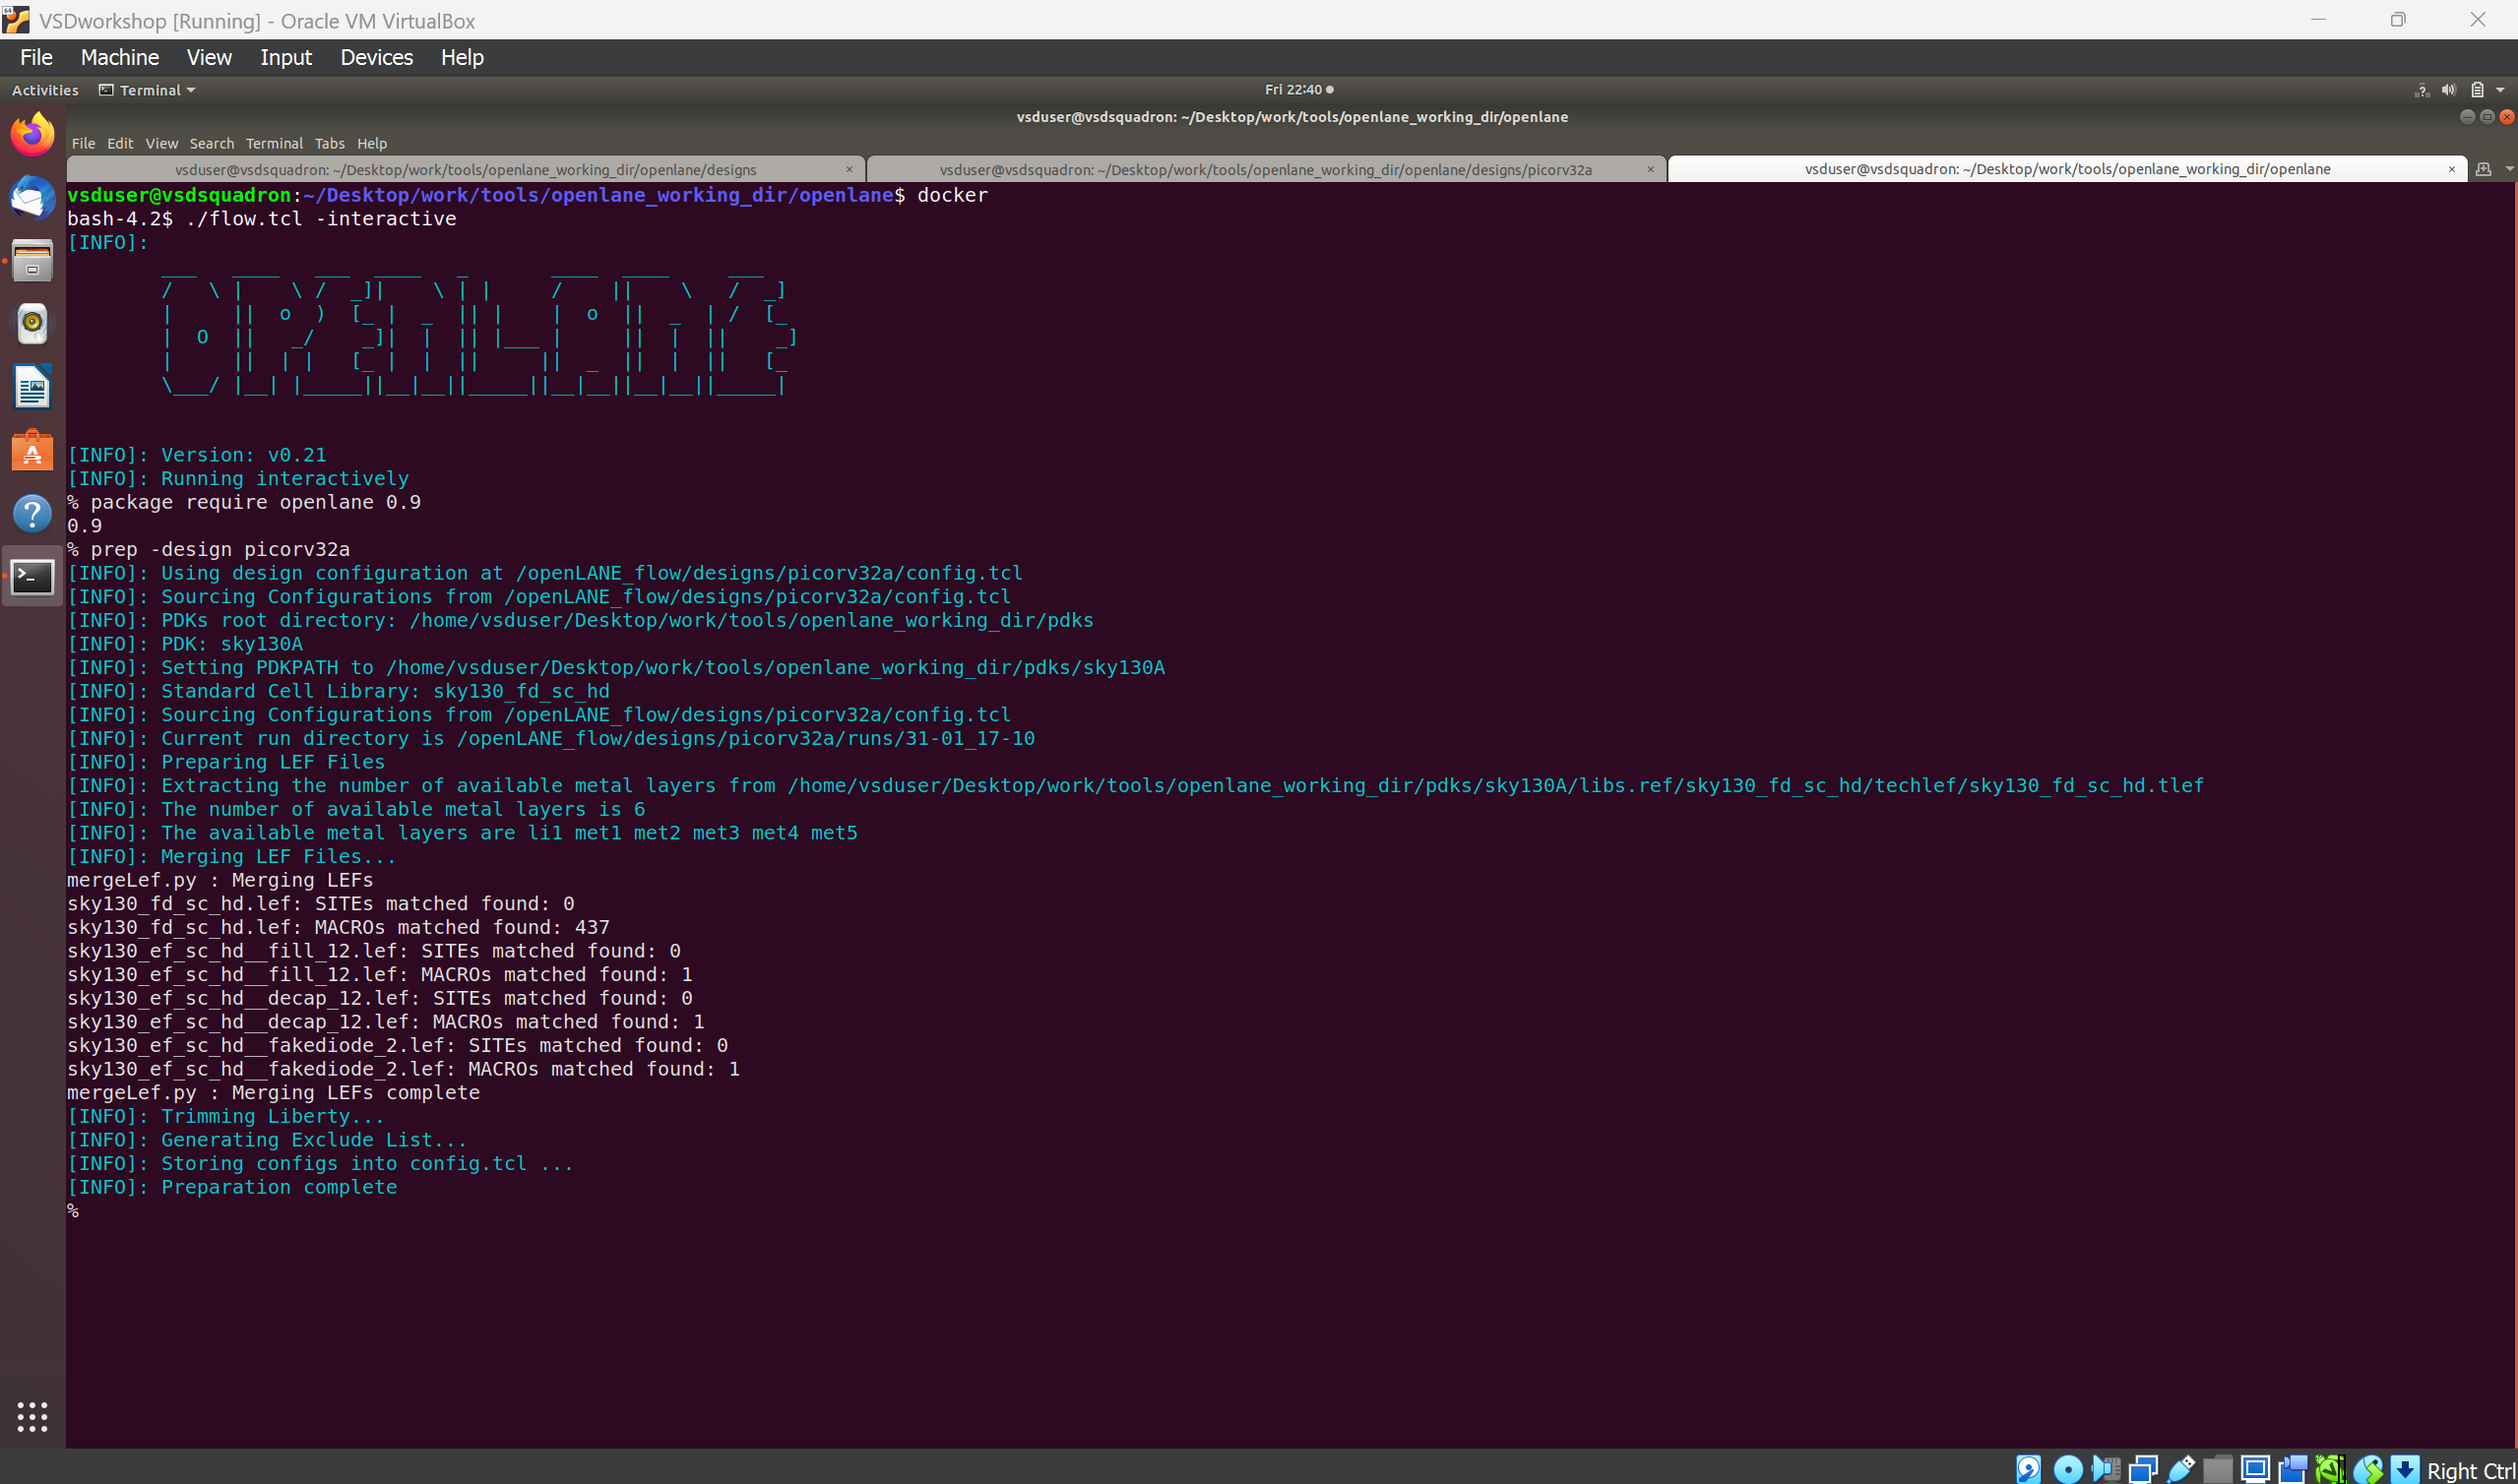 VSDworkshop [Running] - Oracle VM VirtualBox
File Machine View Input Devices Help
Activities Terminal Fri 22:40
vsduser@vsdsquadron: ~/Desktop/work/tools/openlane_working_dir/openlane
File Edit View Search Terminal Tabs Help
vsduser@vsdsquadron: ~/Desktop/work/tools/openlane_working_dir/openlane/designs × vsduser@vsdsquadron: ~/Desktop/work/tools/openlane_working_dir/openlane/designs/picorv32a × vsduser@vsdsquadron: ~/Desktop/work/tools/openlane_working_dir/openlane ×
vsduser@vsdsquadron:~/Desktop/work/tools/openlane_working_dir/openlane$ docker
bash-4.2$ ./flow.tcl -interactive
[INFO]:
OPENLANE
[INFO]: Version: v0.21
[INFO]: Running interactively
% package require openlane 0.9
0.9
% prep -design picorv32a
[INFO]: Using design configuration at /openLANE_flow/designs/picorv32a/config.tcl
[INFO]: Sourcing Configurations from /openLANE_flow/designs/picorv32a/config.tcl
[INFO]: PDKs root directory: /home/vsduser/Desktop/work/tools/openlane_working_dir/pdks
[INFO]: PDK: sky130A
[INFO]: Setting PDKPATH to /home/vsduser/Desktop/work/tools/openlane_working_dir/pdks/sky130A
[INFO]: Standard Cell Library: sky130_fd_sc_hd
[INFO]: Sourcing Configurations from /openLANE_flow/designs/picorv32a/config.tcl
[INFO]: Current run directory is /openLANE_flow/designs/picorv32a/runs/31-01_17-10
[INFO]: Preparing LEF Files
[INFO]: Extracting the number of available metal layers from /home/vsduser/Desktop/work/tools/openlane_working_dir/pdks/sky130A/libs.ref/sky130_fd_sc_hd/techlef/sky130_fd_sc_hd.tlef
[INFO]: The number of available metal layers is 6
[INFO]: The available metal layers are li1 met1 met2 met3 met4 met5
[INFO]: Merging LEF Files...
mergeLef.py : Merging LEFs
sky130_fd_sc_hd.lef: SITEs matched found: 0
sky130_fd_sc_hd.lef: MACROs matched found: 437
sky130_ef_sc_hd__fill_12.lef: SITEs matched found: 0
sky130_ef_sc_hd__fill_12.lef: MACROs matched found: 1
sky130_ef_sc_hd__decap_12.lef: SITEs matched found: 0
sky130_ef_sc_hd__decap_12.lef: MACROs matched found: 1
sky130_ef_sc_hd__fakediode_2.lef: SITEs matched found: 0
sky130_ef_sc_hd__fakediode_2.lef: MACROs matched found: 1
mergeLef.py : Merging LEFs complete
[INFO]: Trimming Liberty...
[INFO]: Generating Exclude List...
[INFO]: Storing configs into config.tcl ...
[INFO]: Preparation complete
%
Right Ctrl